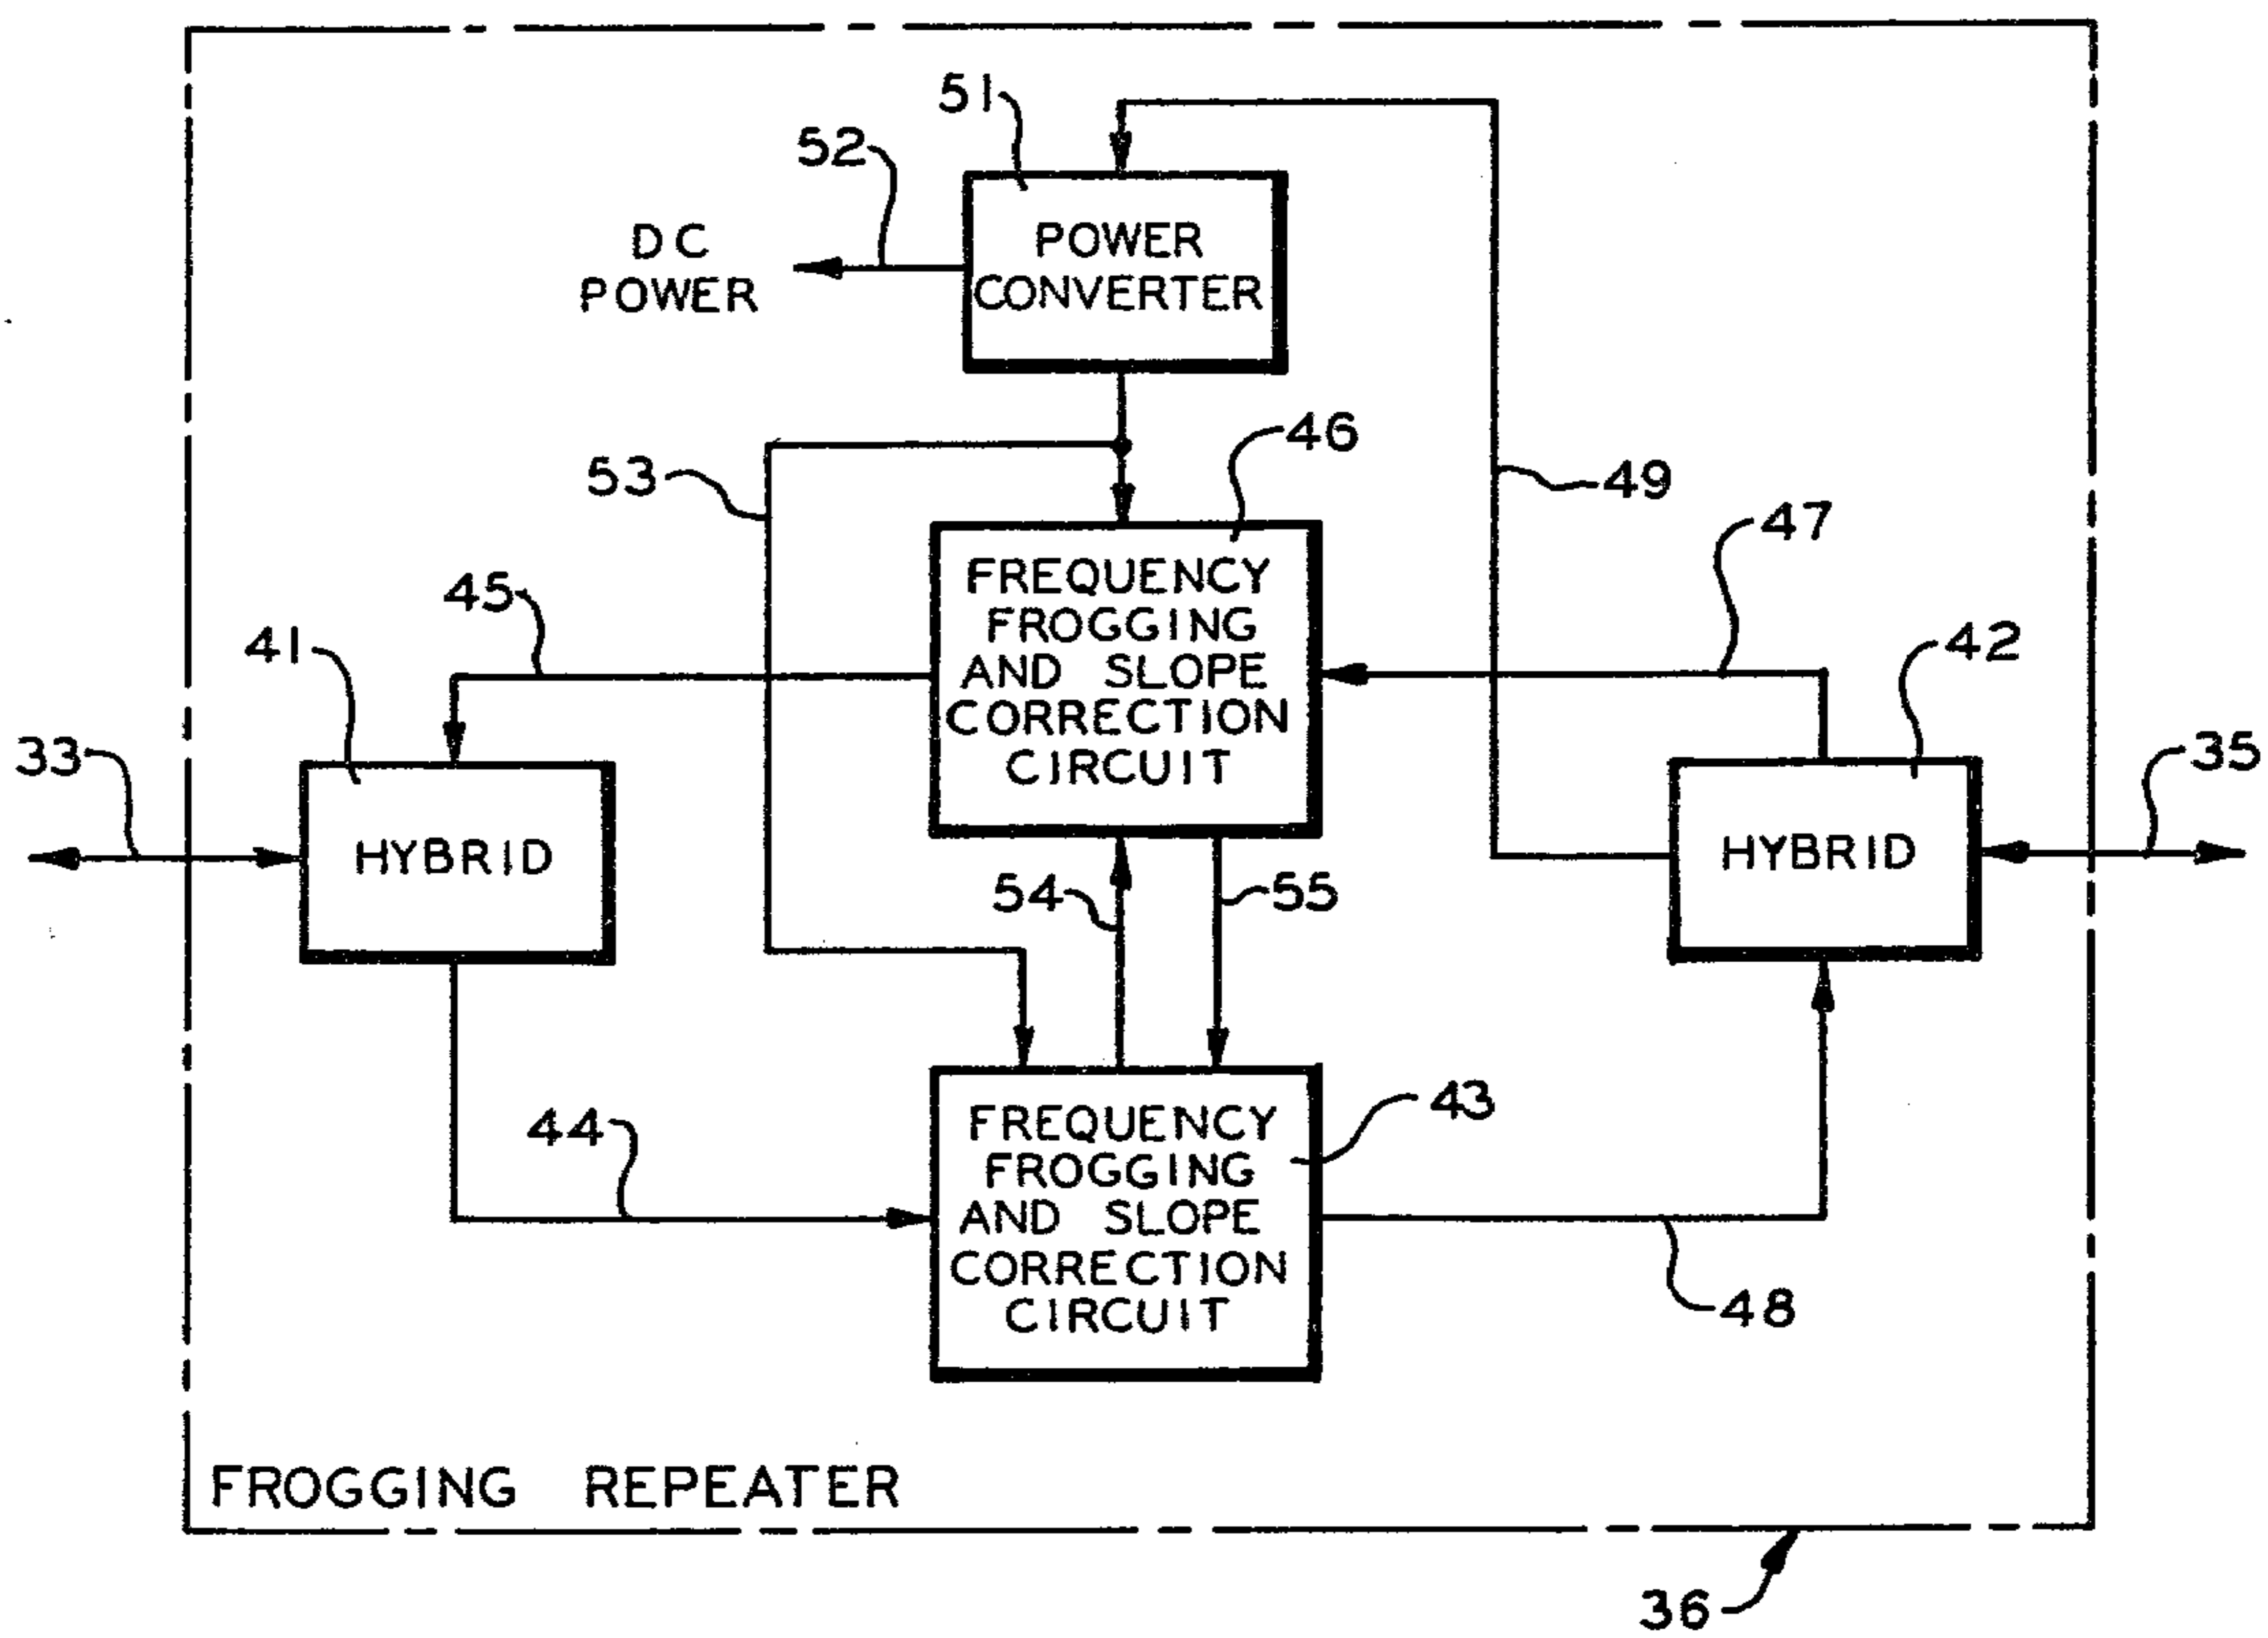 51
52
DC
POWER
POWER
CONVERTER
46
53
49
47
45
FREQUENCY
FROGGING
AND SLOPE
CORRECTION
CIRCUIT
41
42
33
35
HYBRID
HYBRID
54
55
44
FREQUENCY
FROGGING
AND SLOPE
CORRECTION
CIRCUIT
43
48
FROGGING REPEATER
36